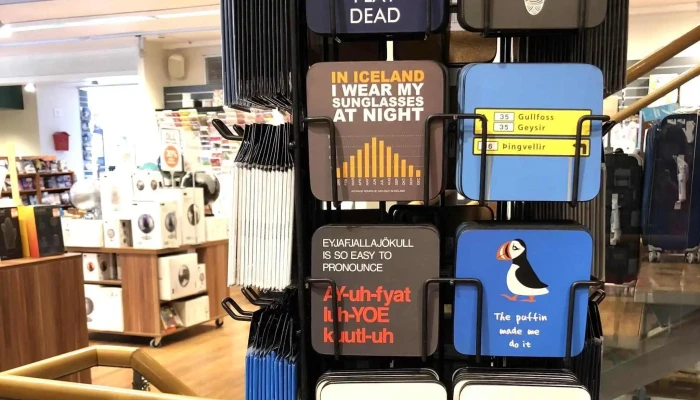 DEAD
IN ICELAND
I WEAR MY
SUNGLASSES
AT NIGHT
35 Gullfoss
35 Geysir
Þingvellir
EYJAFJALLAJÖKULL
IS SO EASY TO
PRONOUNCE
AY-uh-fyat
luh-YOE
kuutl-uh
The puffin
made me
do it